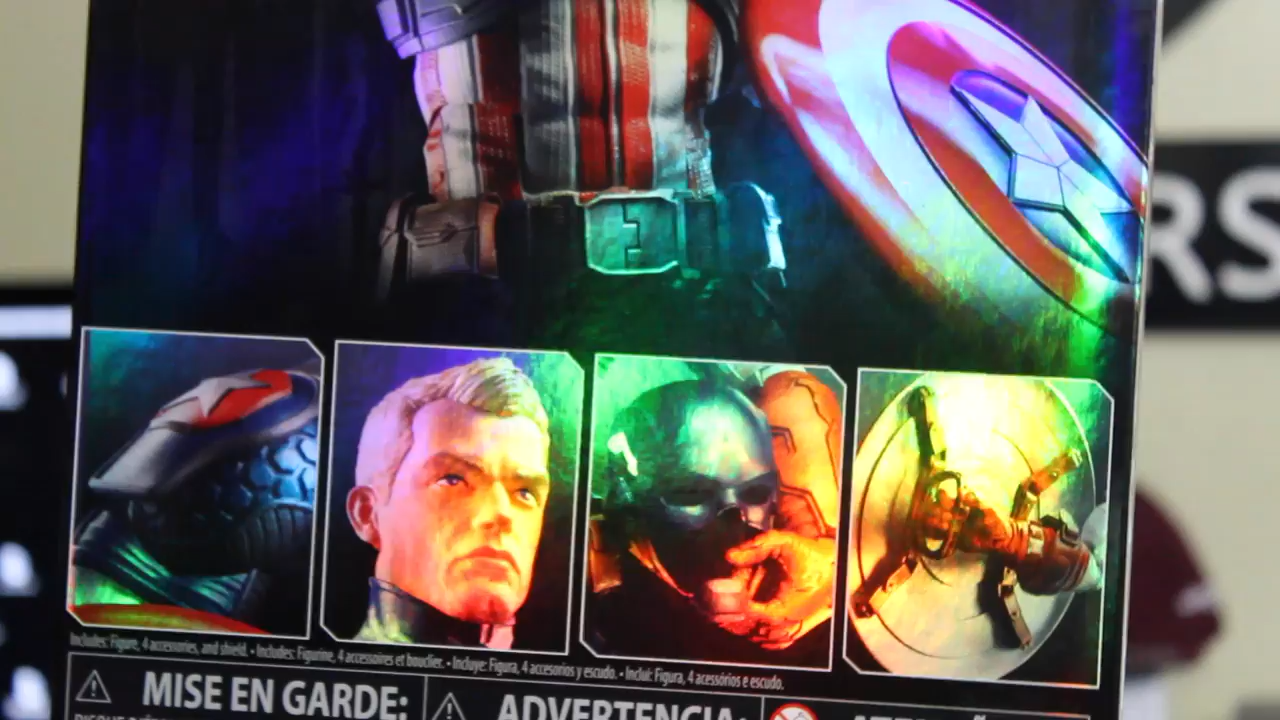 RS
Includes: Figure, 4 accessories, and shield. • Includes: Figurine, 4 accessoires et bouclier. • Incluye: Figura, 4 accesorios y escudo. • Inclui: Figura, 4 acessórios e escudo.
MISE EN GARDE:
ADVERTENCIA: